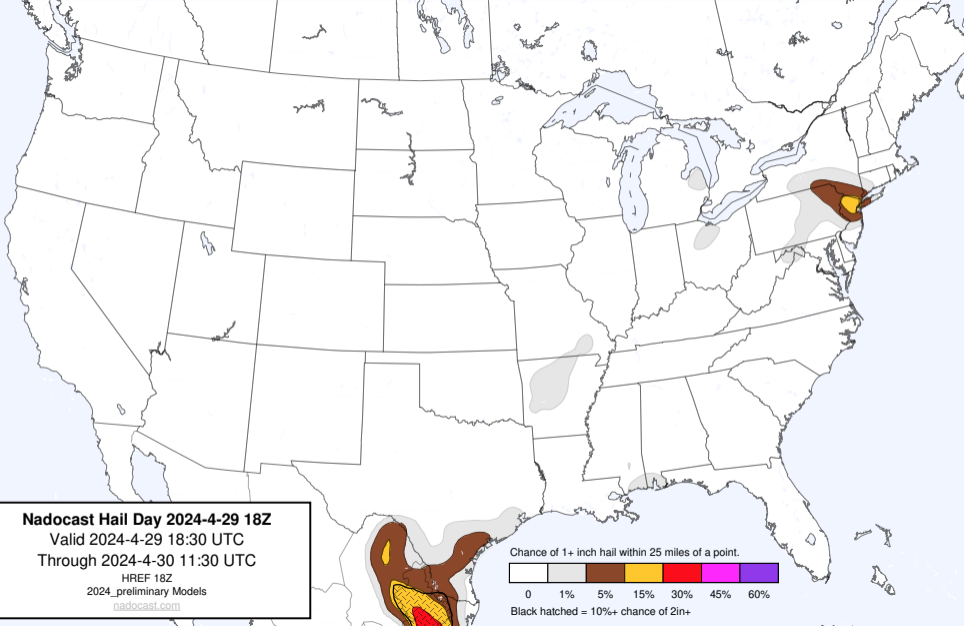 Nadocast Hail Day 2024-4-29 18Z
Valid 2024-4-29 18:30 UTC
Through 2024-4-30 11:30 UTC
HREF 18Z
2024_preliminary Models
nadocast.com
Chance of 1+ inch hail within 25 miles of a point.
0 1% 5% 15% 30% 45% 60%
Black hatched = 10%+ chance of 2in+